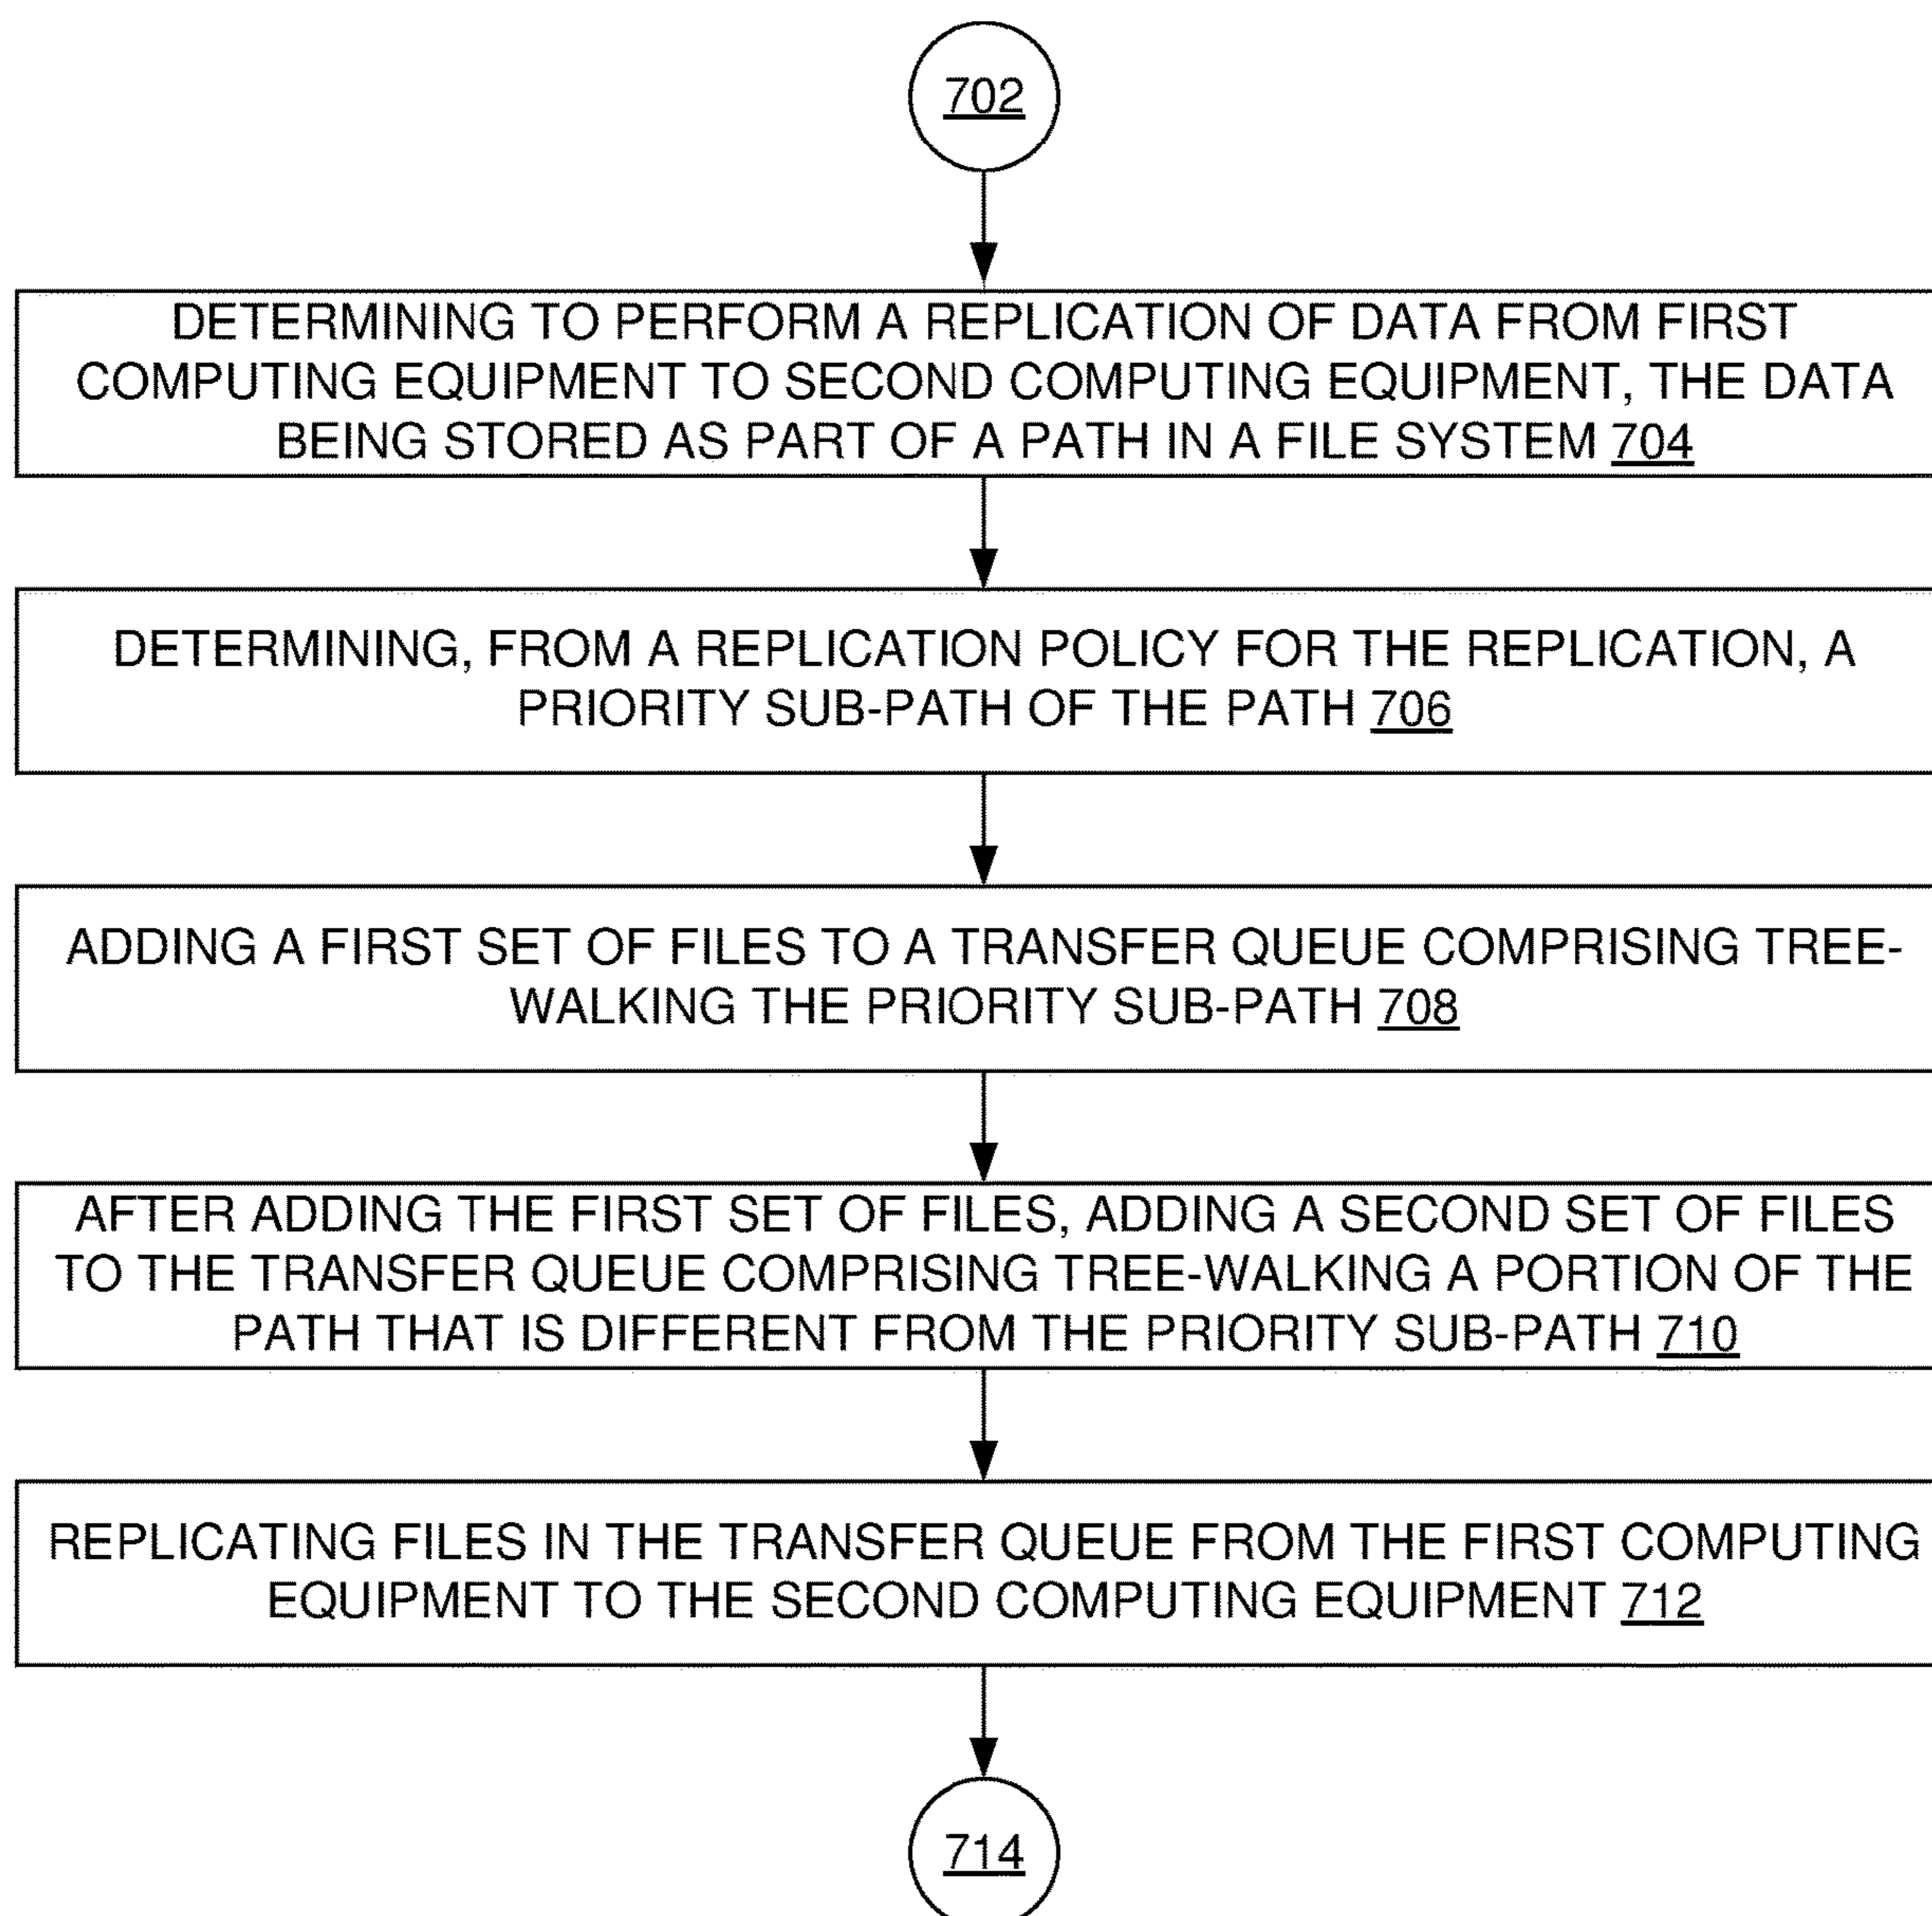 702
DETERMINING TO PERFORM A REPLICATION OF DATA FROM FIRST
COMPUTING EQUIPMENT TO SECOND COMPUTING EQUIPMENT, THE DATA
BEING STORED AS PART OF A PATH IN A FILE SYSTEM 704
DETERMINING, FROM A REPLICATION POLICY FOR THE REPLICATION, A
PRIORITY SUB-PATH OF THE PATH 706
ADDING A FIRST SET OF FILES TO A TRANSFER QUEUE COMPRISING TREE-
WALKING THE PRIORITY SUB-PATH 708
AFTER ADDING THE FIRST SET OF FILES, ADDING A SECOND SET OF FILES
TO THE TRANSFER QUEUE COMPRISING TREE-WALKING A PORTION OF THE
PATH THAT IS DIFFERENT FROM THE PRIORITY SUB-PATH 710
REPLICATING FILES IN THE TRANSFER QUEUE FROM THE FIRST COMPUTING
EQUIPMENT TO THE SECOND COMPUTING EQUIPMENT 712
714